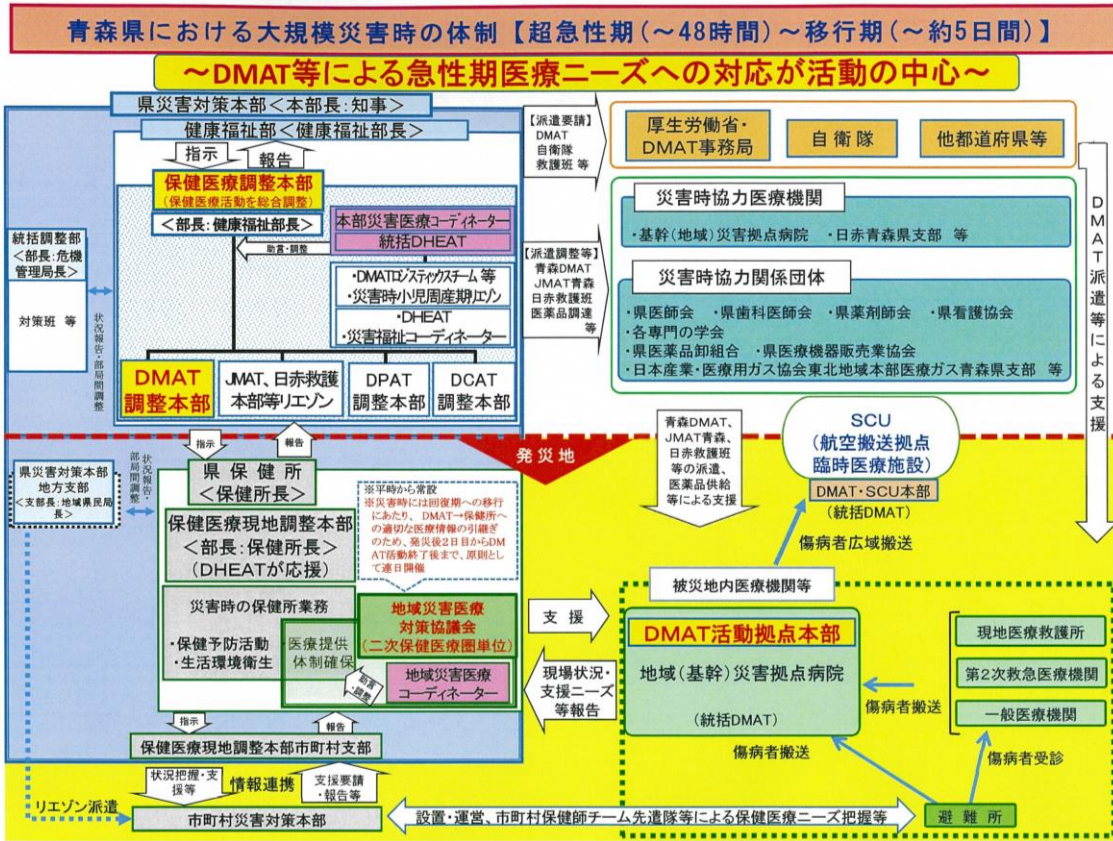 青森県における大規模災害時の体制【超急性期(～48時間)～移行期(～約5日間)】
～DMAT等による急性期医療ニーズへの対応が活動の中心～
県災害対策本部<本部長:知事>
健康福祉部<健康福祉部長>
指示
報告
保健医療調整本部
(保健医療活動を総合調整)
<部長:健康福祉部長>
本部災害医療コーディネーター
統括DHEAT
助言・調整
・DMATロジスティックスチーム 等
・災害時小児周産期リエゾン
・DHEAT
・災害福祉コーディネーター
統括調整部
<部長:危機
管理局長>
対策班 等
状況報告・部局間調整
DMAT
調整本部
JMAT、日赤救護
本部等リエゾン
DPAT
調整本部
DCAT
調整本部
【派遣要請】
DMAT
自衛隊
救護班 等
厚生労働省・
DMAT事務局
自衛隊
他都道府県等
【派遣調整等】
青森DMAT
JMAT青森
日赤救護班
医薬品調達
等
災害時協力医療機関
・基幹(地域)災害拠点病院 ・日赤青森県支部 等
災害時協力関係団体
・県医師会 ・県歯科医師会 ・県薬剤師会 ・県看護協会
・各専門の学会
・県医薬品卸組合 ・県医療機器販売業協会
・日本産業・医療用ガス協会東北地域本部医療ガス青森県支部 等
DMAT派遣等による支援
発災地
指示
報告
県災害対策本部
地方支部
<支部長:地域県民局
長>
状況報告・
部局間調整
県保健所
<保健所長>
保健医療現地調整本部
<部長:保健所長>
(DHEATが応援)
※平時から常設
※災害時には回復期への移行
にあたり、DMAT→保健所へ
の適切な医療情報の引継ぎ
のため、発災後2日目からDM
AT活動終了後まで、原則とし
て連日開催
災害時の保健所業務
・保健予防活動
・生活環境衛生
医療提供
体制確保
地域災害医療
対策協議会
(二次保健医療圏単位)
助言・調整
地域災害医療
コーディネーター
指示
報告
保健医療現地調整本部市町村支部
状況把握・支
援等
情報連携
支援要請
・報告等
リエゾン派遣
市町村災害対策本部
青森DMAT、
JMAT青森、
日赤救護班
等の派遣、
医薬品供給
等による支援
SCU
(航空搬送拠点
臨時医療施設)
DMAT・SCU本部
(統括DMAT)
傷病者広域搬送
被災地内医療機関等
支 援
現場状況・
支援ニーズ
等報告
DMAT活動拠点本部
地域(基幹)災害拠点病院
(統括DMAT)
傷病者搬送
傷病者搬送
現地医療救護所
第2次救急医療機関
一般医療機関
傷病者受診
避 難 所
設置・運営、市町村保健師チーム先遣隊等による保健医療ニーズ把握等